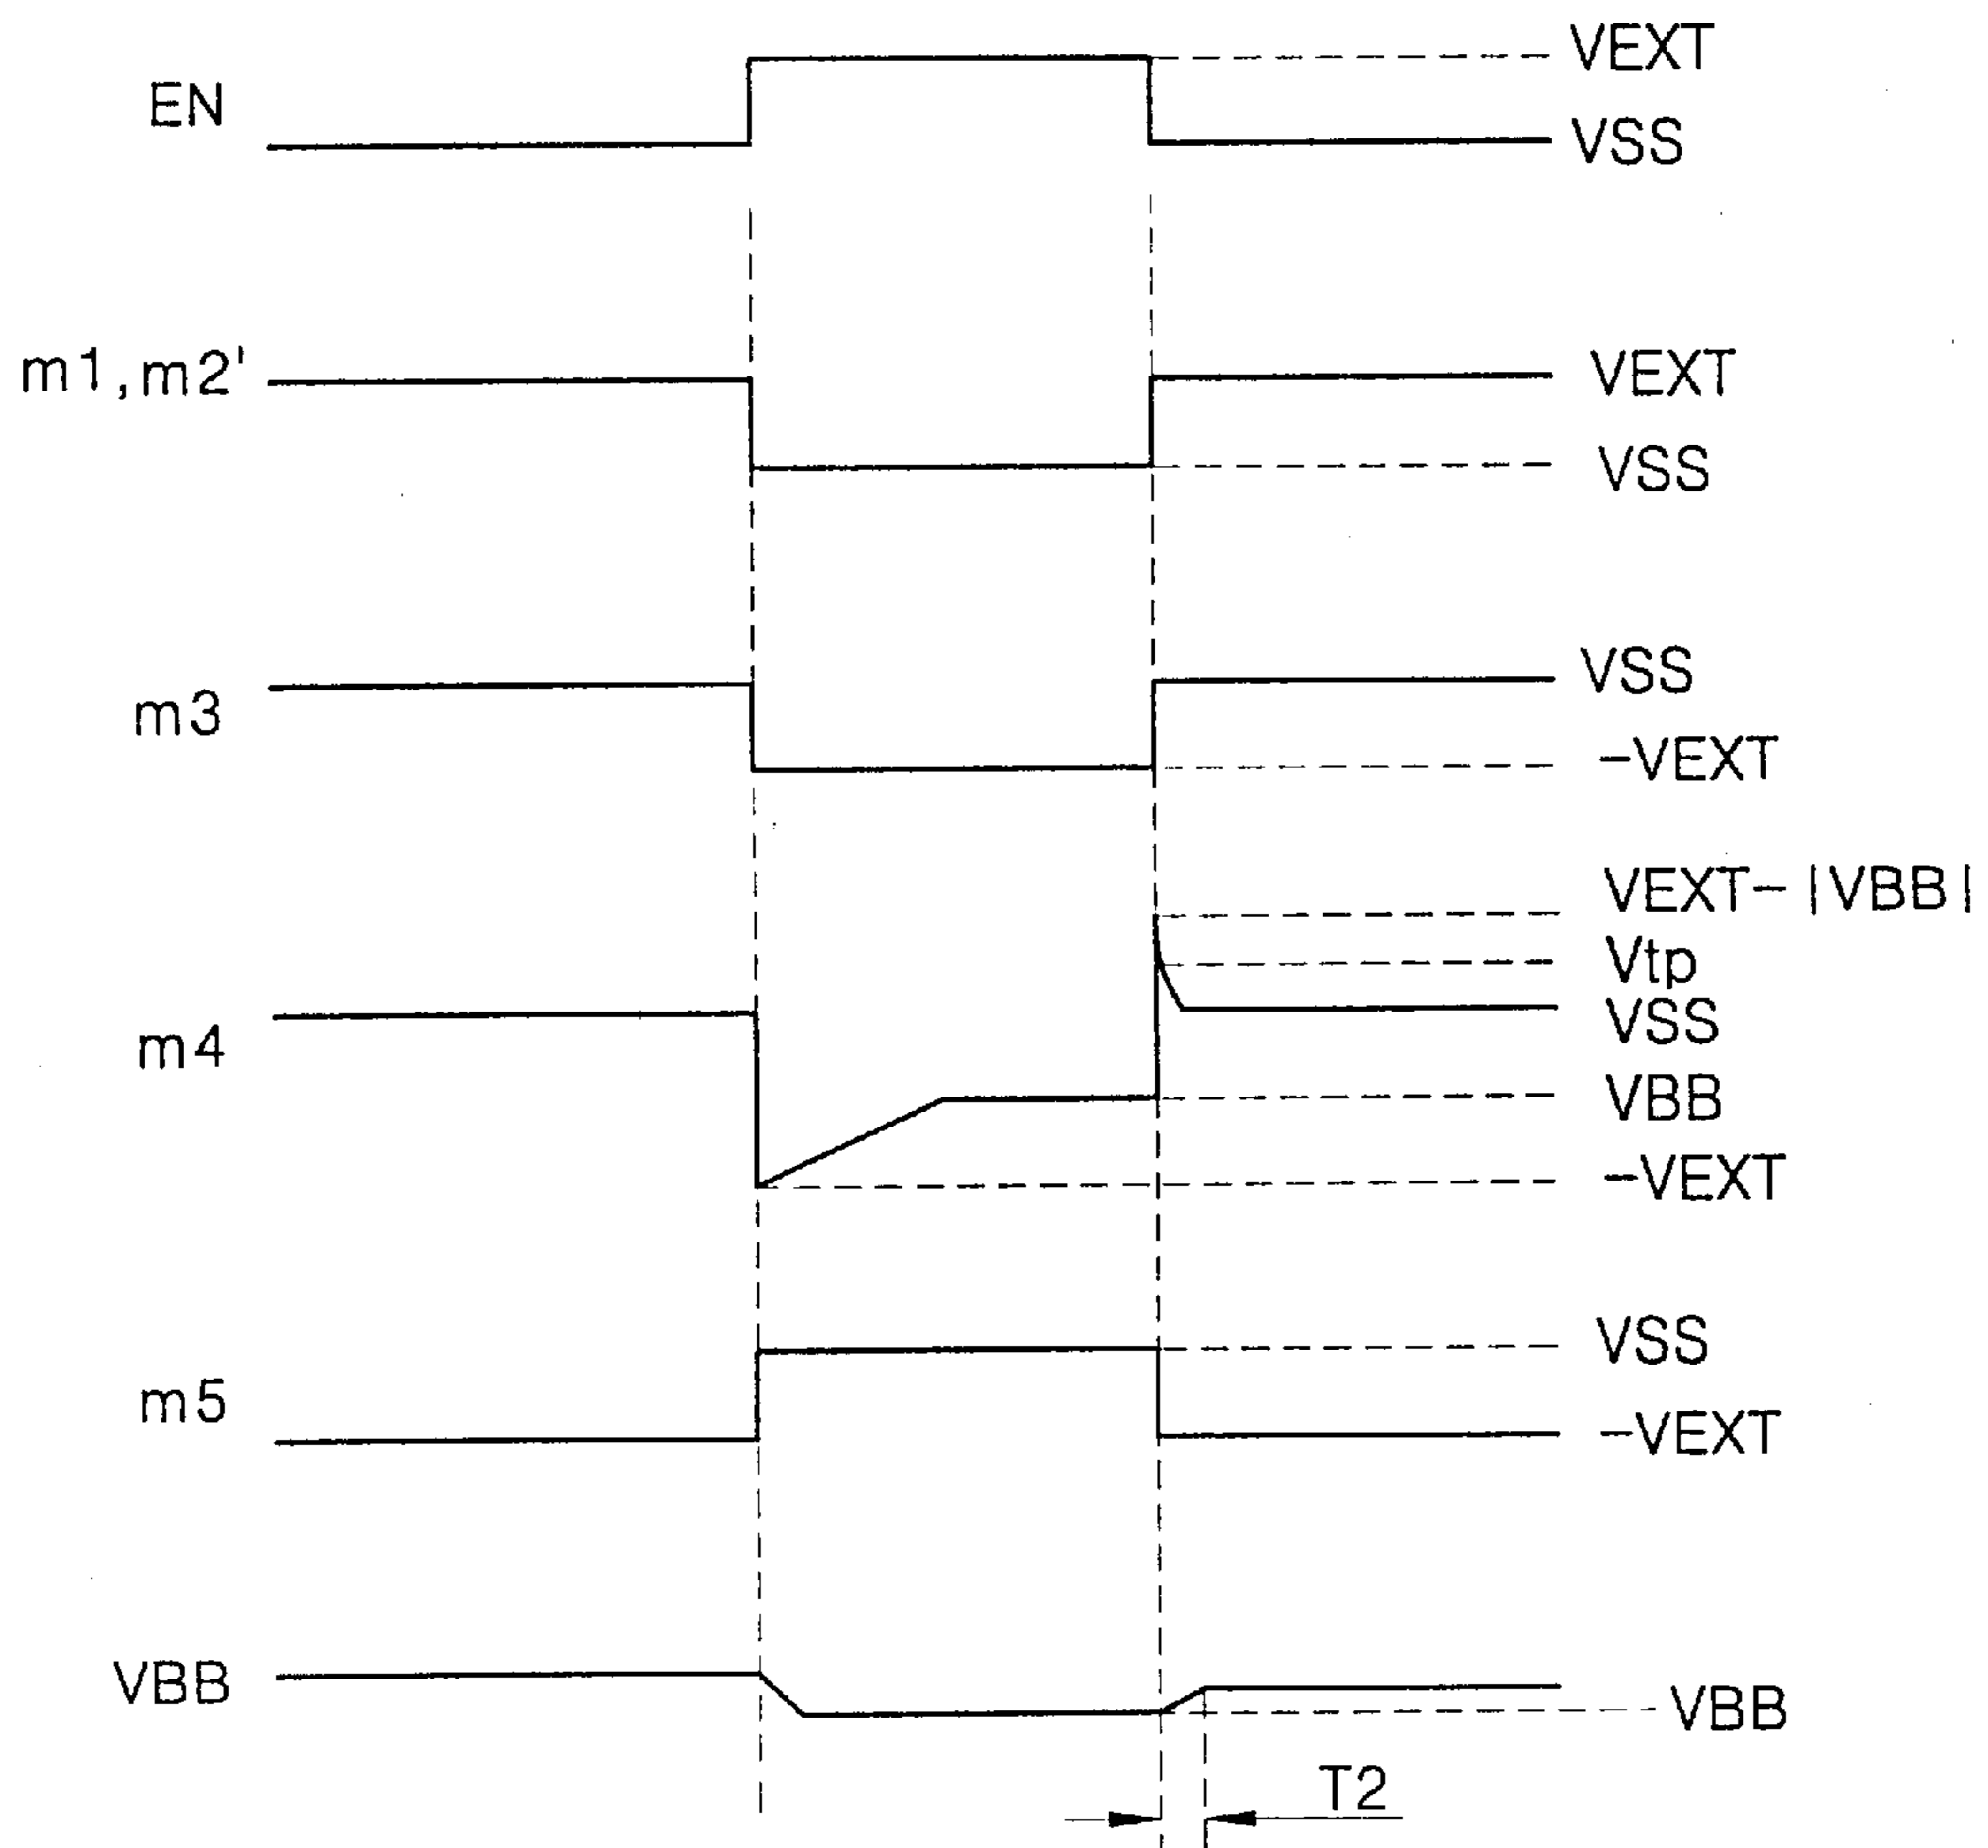 VEXT
EN
VSS
m1,m2'
VEXT
VSS
m3
VSS
-VEXT
VEXT-|VBB|
Vtp
VSS
m4
VBB
-VEXT
VSS
m5
-VEXT
VBB
VBB
T2